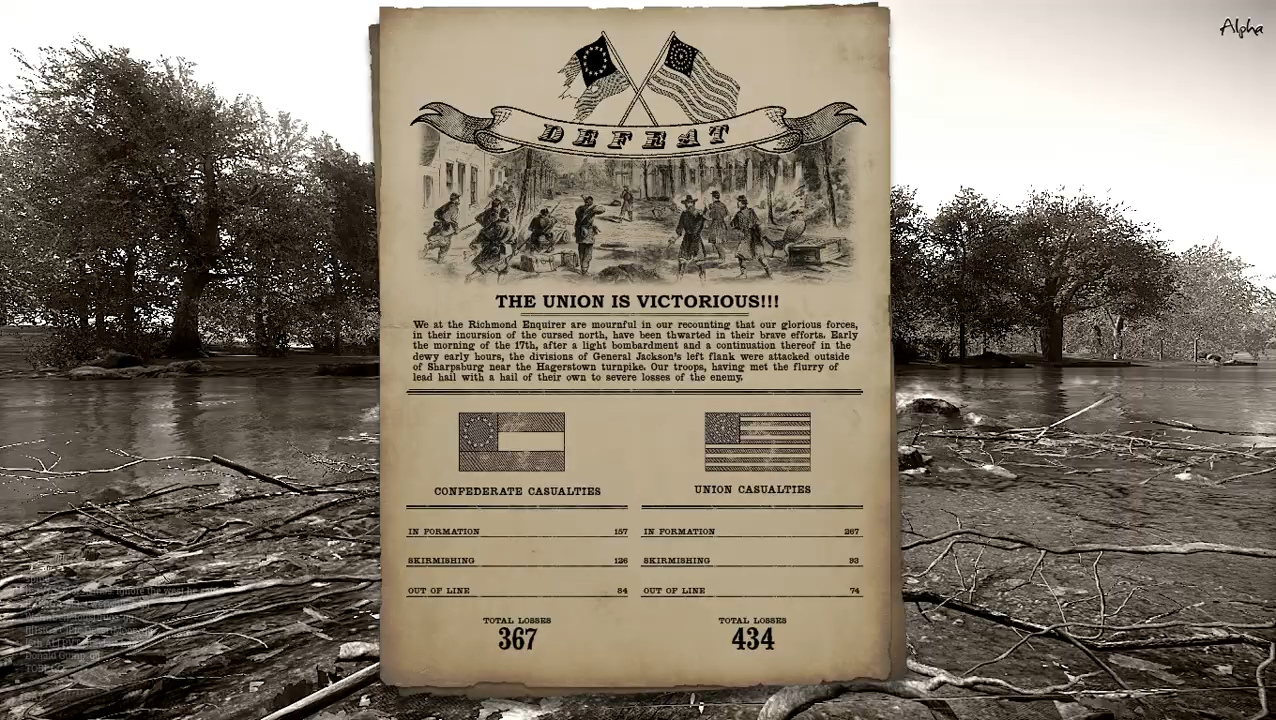 Alpha
DEFEAT
THE UNION IS VICTORIOUS!!!
We at the Richmond Enquirer are mournful in our recounting that our glorious forces,
in their incursion of the cursed north, have been thwarted in their brave efforts. Early
the morning of the 17th, after a light bombardment and a continuation thereof in the
dewy early hours, the divisions of General Jackson's left flank were attacked outside
of Sharpsburg near the Hagerstown turnpike. Our troops, having met the flurry of
lead hail with a hail of their own to severe losses of the enemy.
CONFEDERATE CASUALTIES
IN FORMATION 157
SKIRMISHING 126
OUT OF LINE 84
TOTAL LOSSES
367
UNION CASUALTIES
IN FORMATION 267
SKIRMISHING 93
OUT OF LINE 74
TOTAL LOSSES
434